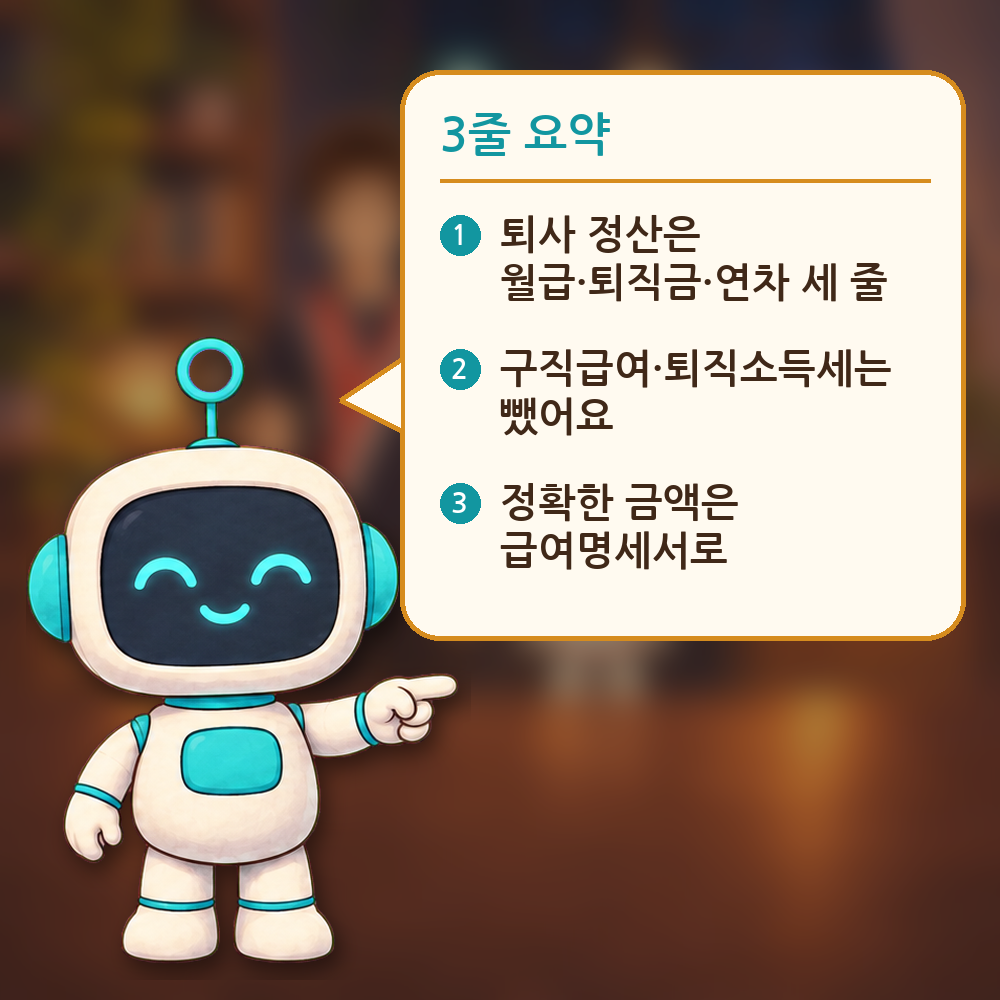 3줄 요약
1 퇴사 정산은
월급·퇴직금·연차 세 줄
2 구직급여·퇴직소득세는
뺐어요
3 정확한 금액은
급여명세서로